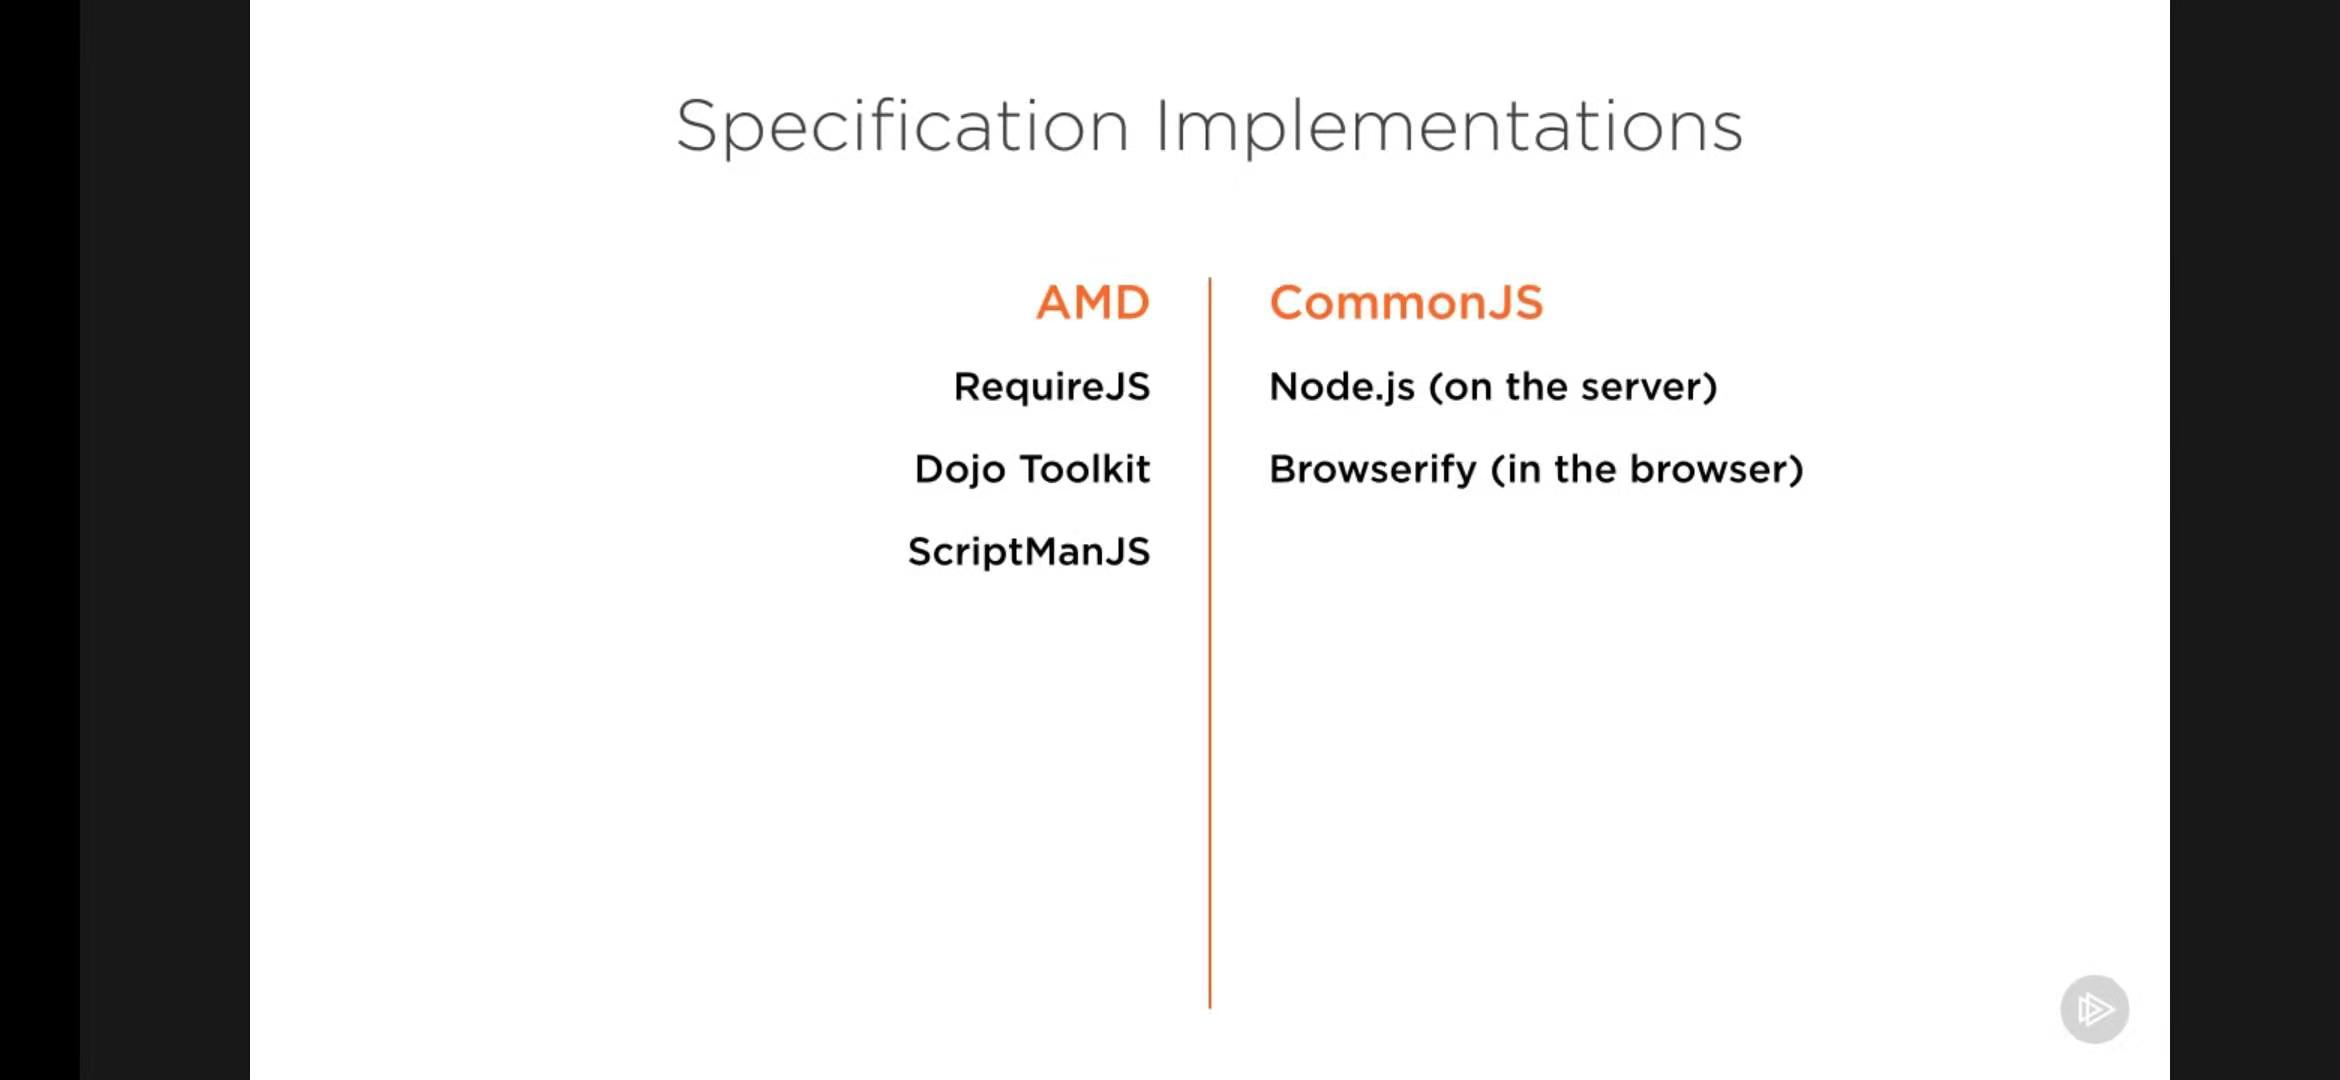 Specification Implementations
AMD
RequireJS
Dojo Toolkit
ScriptManJS
CommonJS
Node.js (on the server)
Browserify (in the browser)